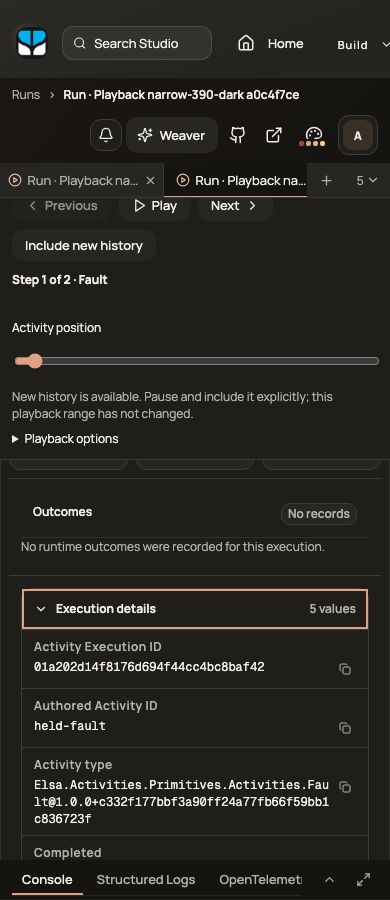 Search Studio
Home
Build
Runs > Run · Playback narrow-390-dark a0c4f7ce
Weaver
A
Run · Playback na...
Run · Playback na...
5
Previous
Play
Next
Include new history
Step 1 of 2 · Fault
Activity position
New history is available. Pause and include it explicitly; this
playback range has not changed.
Playback options
Outcomes
No records
No runtime outcomes were recorded for this execution.
Execution details
5 values
Activity Execution ID
01a202d14f8176d694f44cc4bc8baf42
Authored Activity ID
held-fault
Activity type
Elsa.Activities.Primitives.Activities.Fau
lt@1.0.0+c332f177bbf3a90ff24a77fb66f59bb1
c836723f
Completed
Console
Structured Logs
OpenTelemet